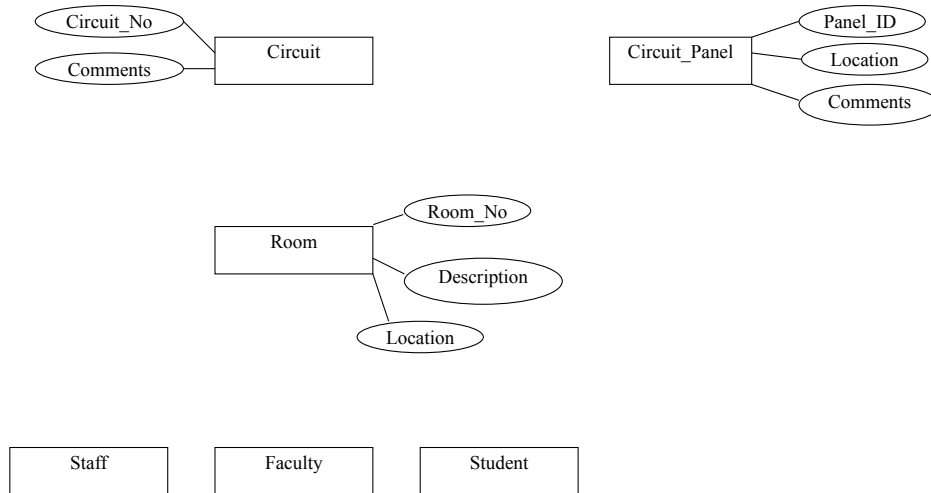 Circuit_No
Circuit
Comments
Panel_ID
Circuit_Panel
Location
Comments
Room_No
Room
Description
Location
Staff
Faculty
Student